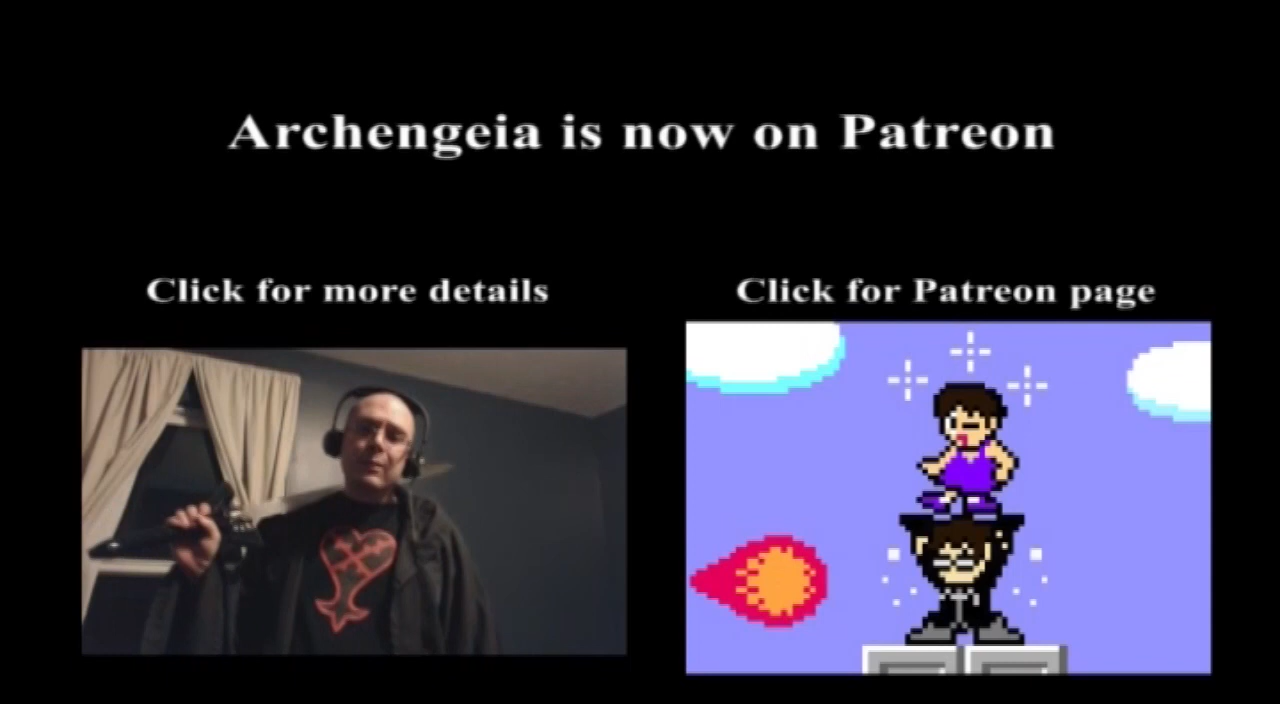 Archengeia is now on Patreon
Click for more details
Click for Patreon page